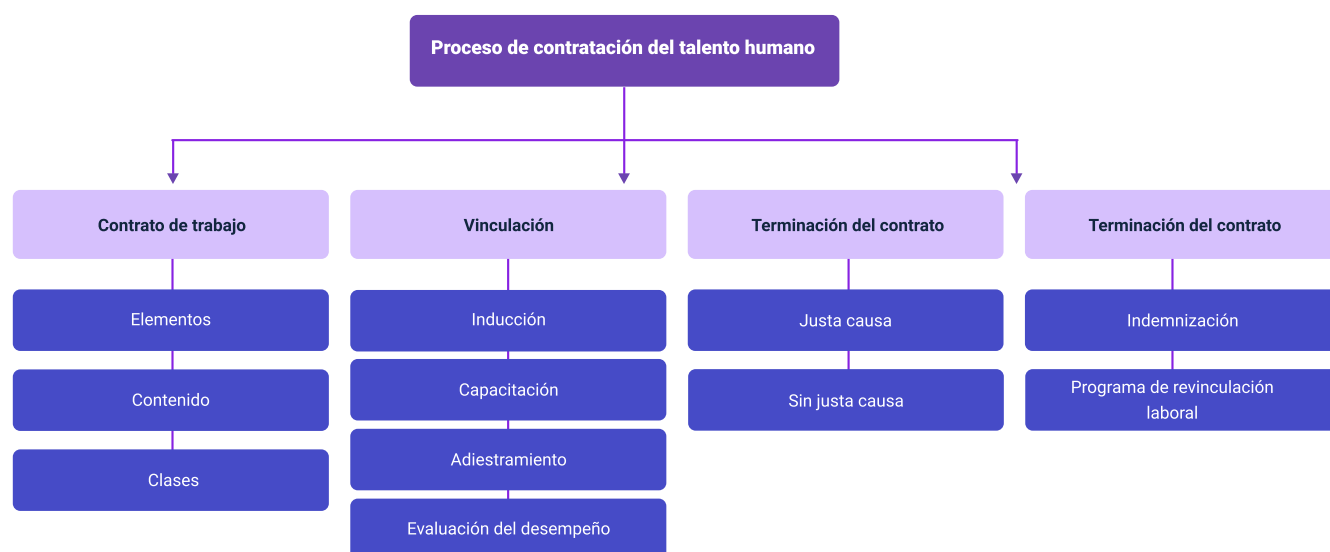 Proceso de contratación del talento humano
Contrato de trabajo
Elementos
Contenido
Clases
Vinculación
Inducción
Capacitación
Adiestramiento
Evaluación del desempeño
Terminación del contrato
Justa causa
Sin justa causa
Terminación del contrato
Indemnización
Programa de revinculación
laboral